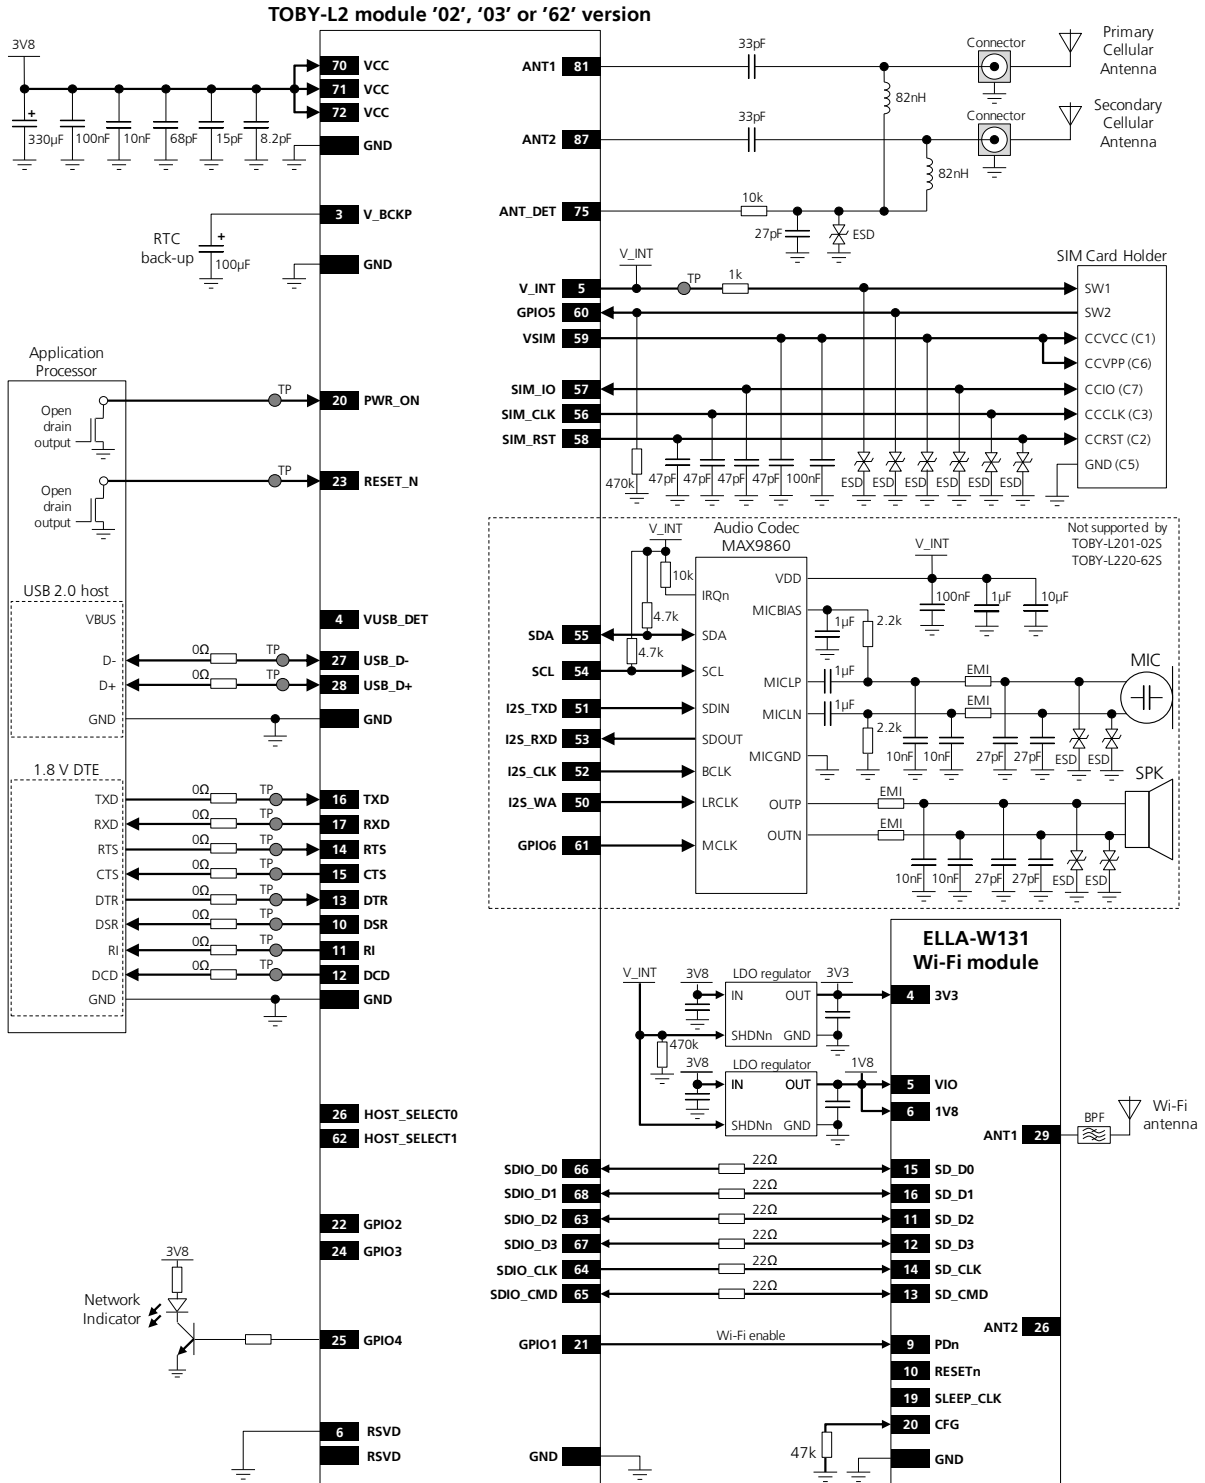 TOBY-L2 module '02', '03' or '62' version
3V8
330µF
100nF
10nF
68pF
15pF
8.2pF
70 VCC
71 VCC
72 VCC
GND
3 V_BCKP
RTC
back-up
100µF
GND
Application
Processor
Open
drain
output
TP
20 PWR_ON
Open
drain
output
TP
23 RESET_N
USB 2.0 host
VBUS
4 VUSB_DET
D- 0Ω TP 27 USB_D-
D+ 0Ω TP 28 USB_D+
GND
GND
1.8 V DTE
TXD 0Ω TP 16 TXD
RXD 0Ω TP 17 RXD
RTS 0Ω TP 14 RTS
CTS 0Ω TP 15 CTS
DTR 0Ω TP 13 DTR
DSR 0Ω TP 10 DSR
RI 0Ω TP 11 RI
DCD 0Ω TP 12 DCD
GND
GND
26 HOST_SELECT0
62 HOST_SELECT1
22 GPIO2
24 GPIO3
3V8
Network
Indicator
25 GPIO4
6 RSVD
RSVD
ANT1 81
33pF
Connector
Primary
Cellular
Antenna
82nH
ANT2 87
33pF
Connector
Secondary
Cellular
Antenna
82nH
ANT_DET 75
10k
27pF
ESD
V_INT
SIM Card Holder
V_INT 5 TP 1k SW1
GPIO5 60 SW2
VSIM 59 CCVCC (C1)
CCVPP (C6)
SIM_IO 57 CCIO (C7)
SIM_CLK 56 CCCLK (C3)
SIM_RST 58 CCRST (C2)
GND (C5)
470k
47pF
47pF
47pF
47pF
100nF
ESD
ESD
ESD
ESD
ESD
ESD
Not supported by
TOBY-L201-02S
TOBY-L220-62S
Audio Codec
MAX9860
V_INT
10k
4.7k
4.7k
IRQn
SDA 55 SDA
SCL 54 SCL
I2S_TXD 51 SDIN
I2S_RXD 53 SDOUT
I2S_CLK 52 BCLK
I2S_WA 50 LRCLK
GPIO6 61 MCLK
V_INT
VDD
100nF
1µF
10µF
MICBIAS
1µF
2.2k
MICLP
1µF
EMI
MIC
MICLN
1µF
EMI
2.2k
10nF
10nF
27pF
27pF
ESD
ESD
MICGND
OUTP
EMI
SPK
OUTN
EMI
10nF
10nF
27pF
27pF
ESD
ESD
ELLA-W131
Wi-Fi module
V_INT
3V8
LDO regulator
3V3
IN OUT
SHDNn GND
470k
4 3V3
3V8
LDO regulator
1V8
IN OUT
SHDNn GND
5 VIO
6 1V8
ANT1 29
BPF
Wi-Fi
antenna
SDIO_D0 66 22Ω 15 SD_D0
SDIO_D1 68 22Ω 16 SD_D1
SDIO_D2 63 22Ω 11 SD_D2
SDIO_D3 67 22Ω 12 SD_D3
SDIO_CLK 64 22Ω 14 SD_CLK
SDIO_CMD 65 22Ω 13 SD_CMD
ANT2 26
GPIO1 21 Wi-Fi enable 9 PDn
10 RESETn
19 SLEEP_CLK
20 CFG
47k
GND
GND